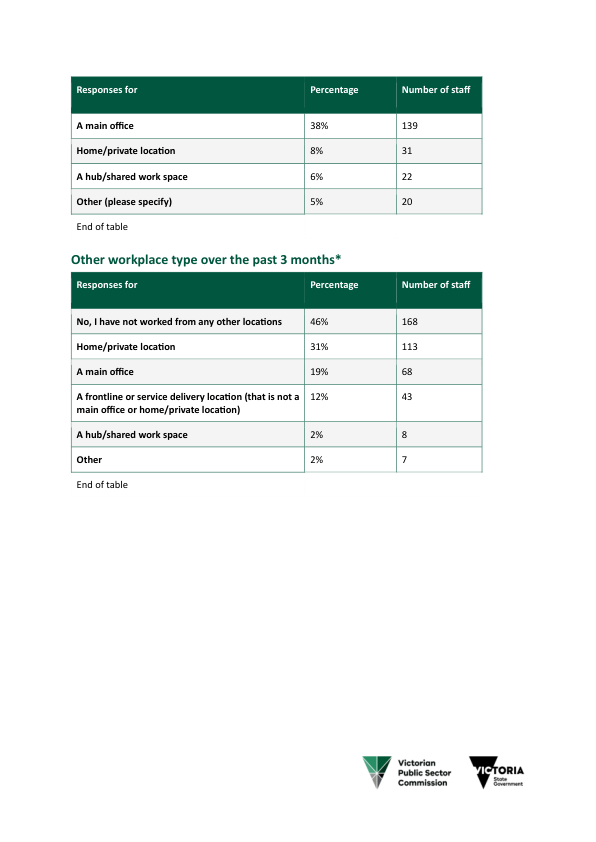 Responses for Percentage Number of staff
A main office 38% 139
Home/private location 8% 31
A hub/shared work space 6% 22
Other (please specify) 5% 20
End of table
Other workplace type over the past 3 months*
Responses for Percentage Number of staff
No, I have not worked from any other locations 46% 168
Home/private location 31% 113
A main office 19% 68
A frontline or service delivery location (that is not a 12% 43
main office or home/private location)
A hub/shared work space 2% 8
Other 2% 7
End of table
Victorian
Public Sector
Commission
VICTORIA
State
Government